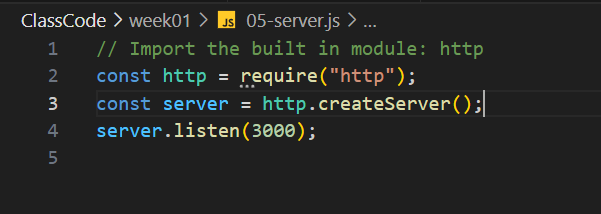 ClassCode > week01 > JS 05-server.js > ...
1 // Import the built in module: http
2 const http = require("http");
3 const server = http.createServer();
4 server.listen(3000);
5